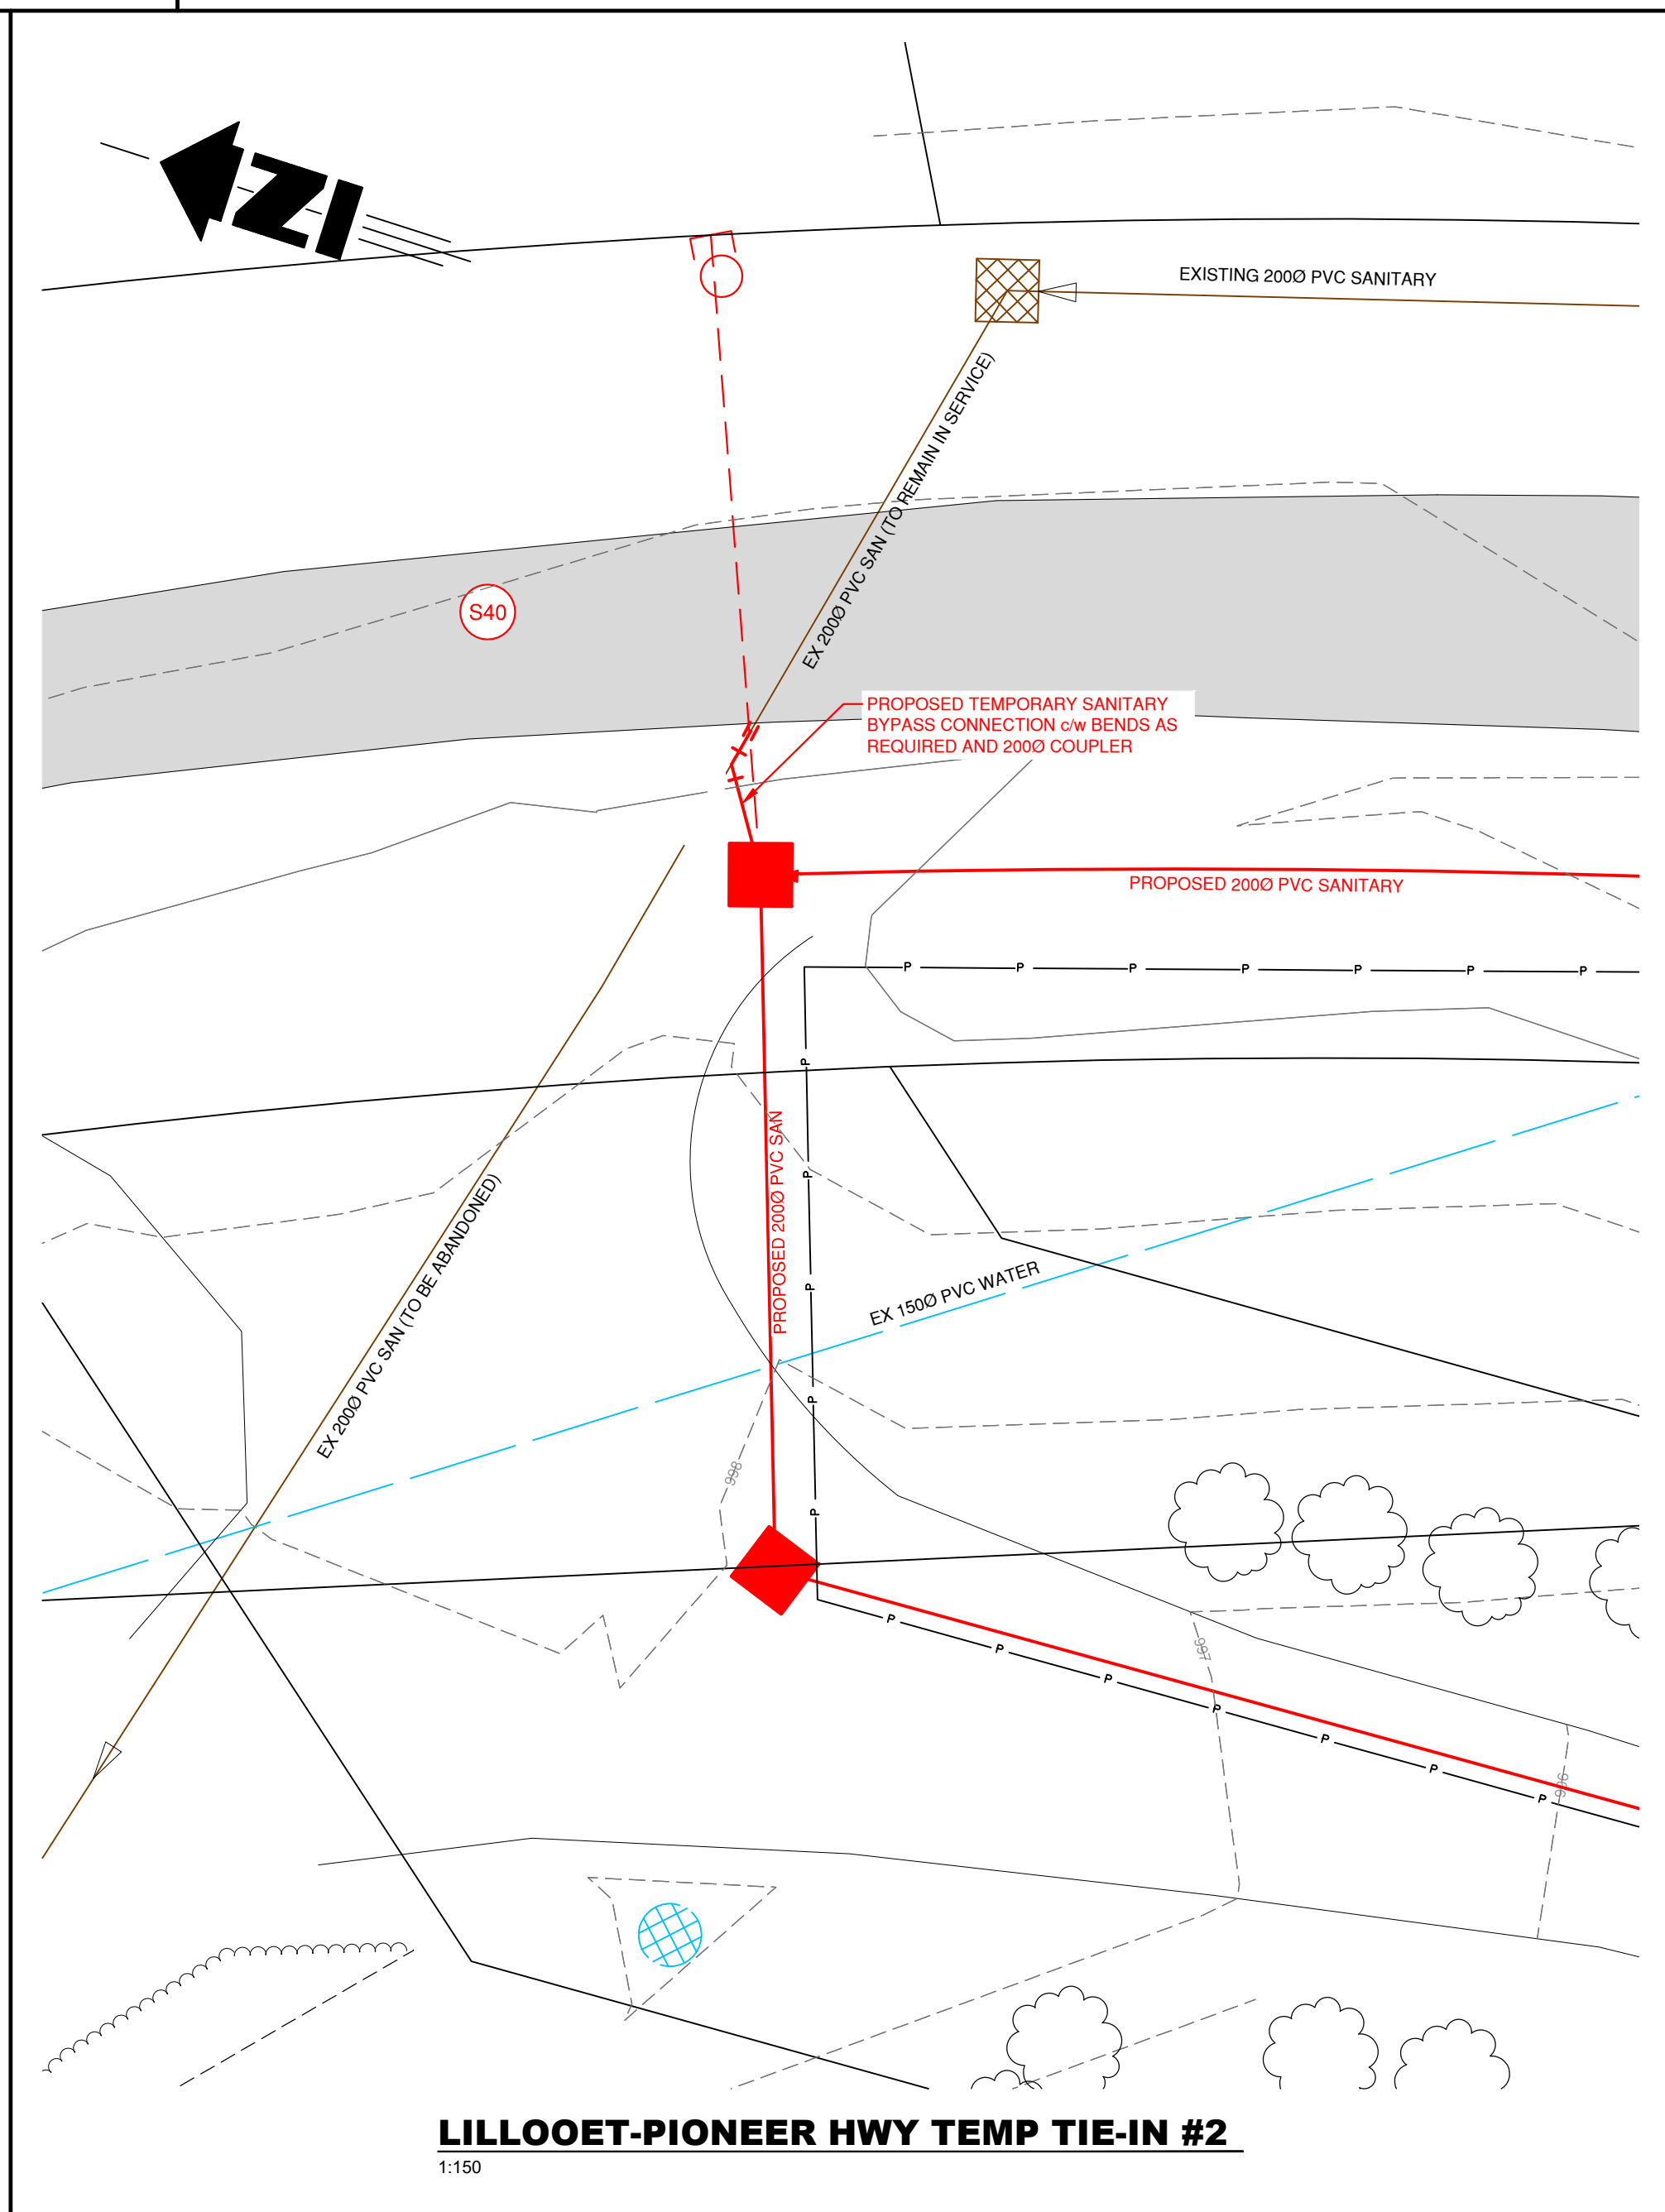 N
EXISTING 200Ø PVC SANITARY
EX 200Ø PVC SAN (TO REMAIN IN SERVICE)
S40
PROPOSED TEMPORARY SANITARY
BYPASS CONNECTION c/w BENDS AS
REQUIRED AND 200Ø COUPLER
PROPOSED 200Ø PVC SANITARY
P P P P P P P
P
P
P
P
P
PROPOSED 200Ø PVC SAN
EX 200Ø PVC SAN (TO BE ABANDONED)
EX 150Ø PVC WATER
998
997
996
P P P P P P P
LILLOOET-PIONEER HWY TEMP TIE-IN #2
1:150